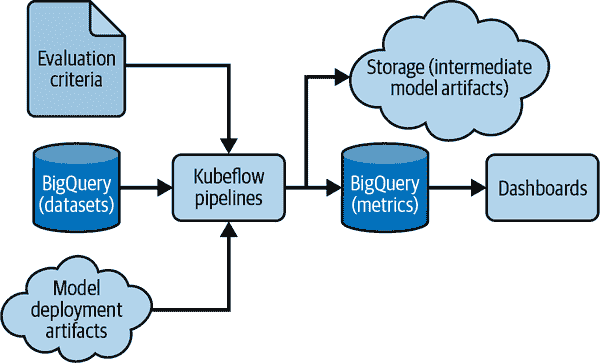 Evaluation
criteria
Storage (intermediate
model artifacts)
BigQuery
(datasets)
Kubeflow
pipelines
BigQuery
(metrics)
Dashboards
Model
deployment
artifacts